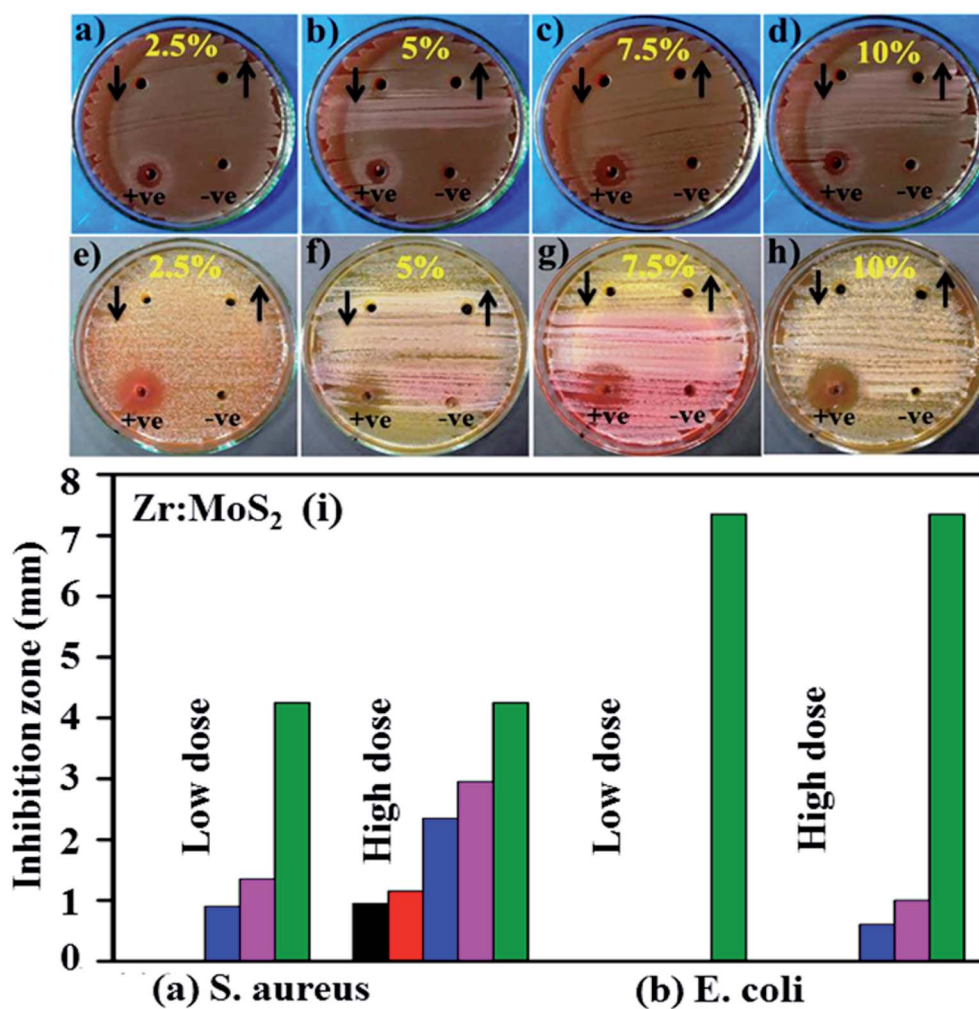 a) 2.5% b) 5% c) 7.5% d) 10%
+ve -ve +ve -ve +ve -ve +ve -ve
e) 2.5% f) 5% g) 7.5% h) 10%
+ve -ve +ve -ve +ve -ve +ve -ve
Zr:MoS₂ (i)
Inhibition zone (mm)
8
7
6
5
4
3
2
1
0
Low dose
High dose
Low dose
High dose
(a) S. aureus (b) E. coli